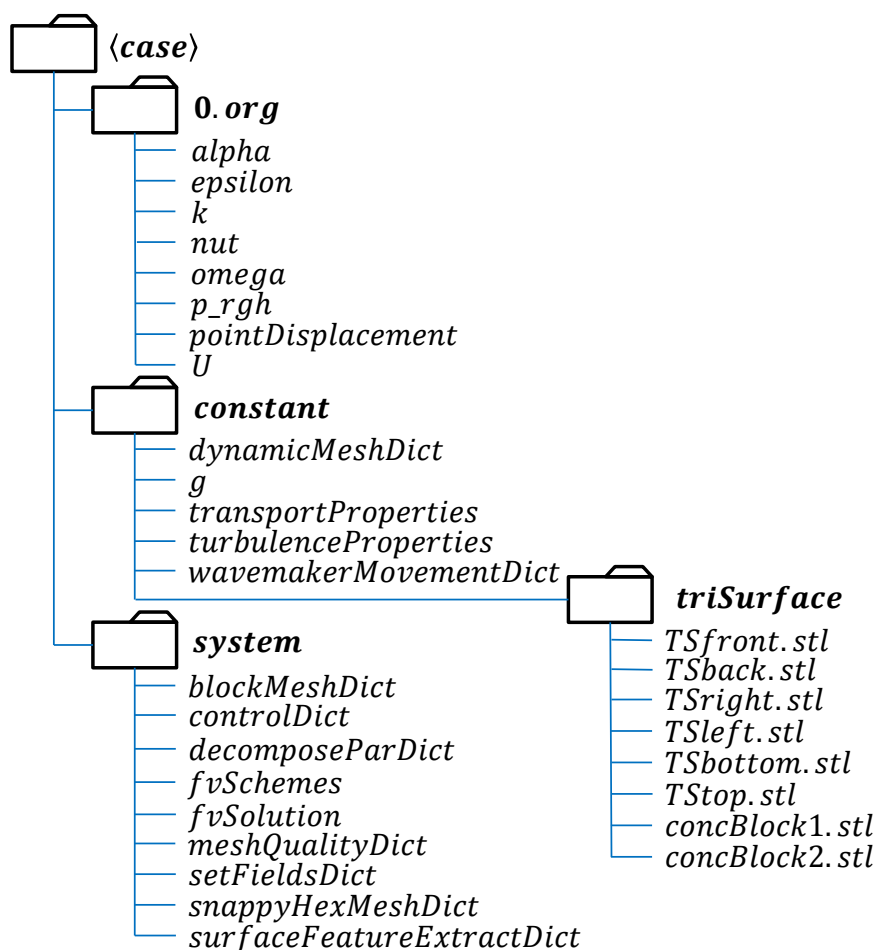 ⟨case⟩
0.org
alpha
epsilon
k
nut
omega
p_rgh
pointDisplacement
U
constant
dynamicMeshDict
g
transportProperties
turbulenceProperties
wavemakerMovementDict
triSurface
TSfront.stl
TSback.stl
TSright.stl
TSleft.stl
TSbottom.stl
TStop.stl
concBlock1.stl
concBlock2.stl
system
blockMeshDict
controlDict
decomposeParDict
fvSchemes
fvSolution
meshQualityDict
setFieldsDict
snappyHexMeshDict
surfaceFeatureExtractDict